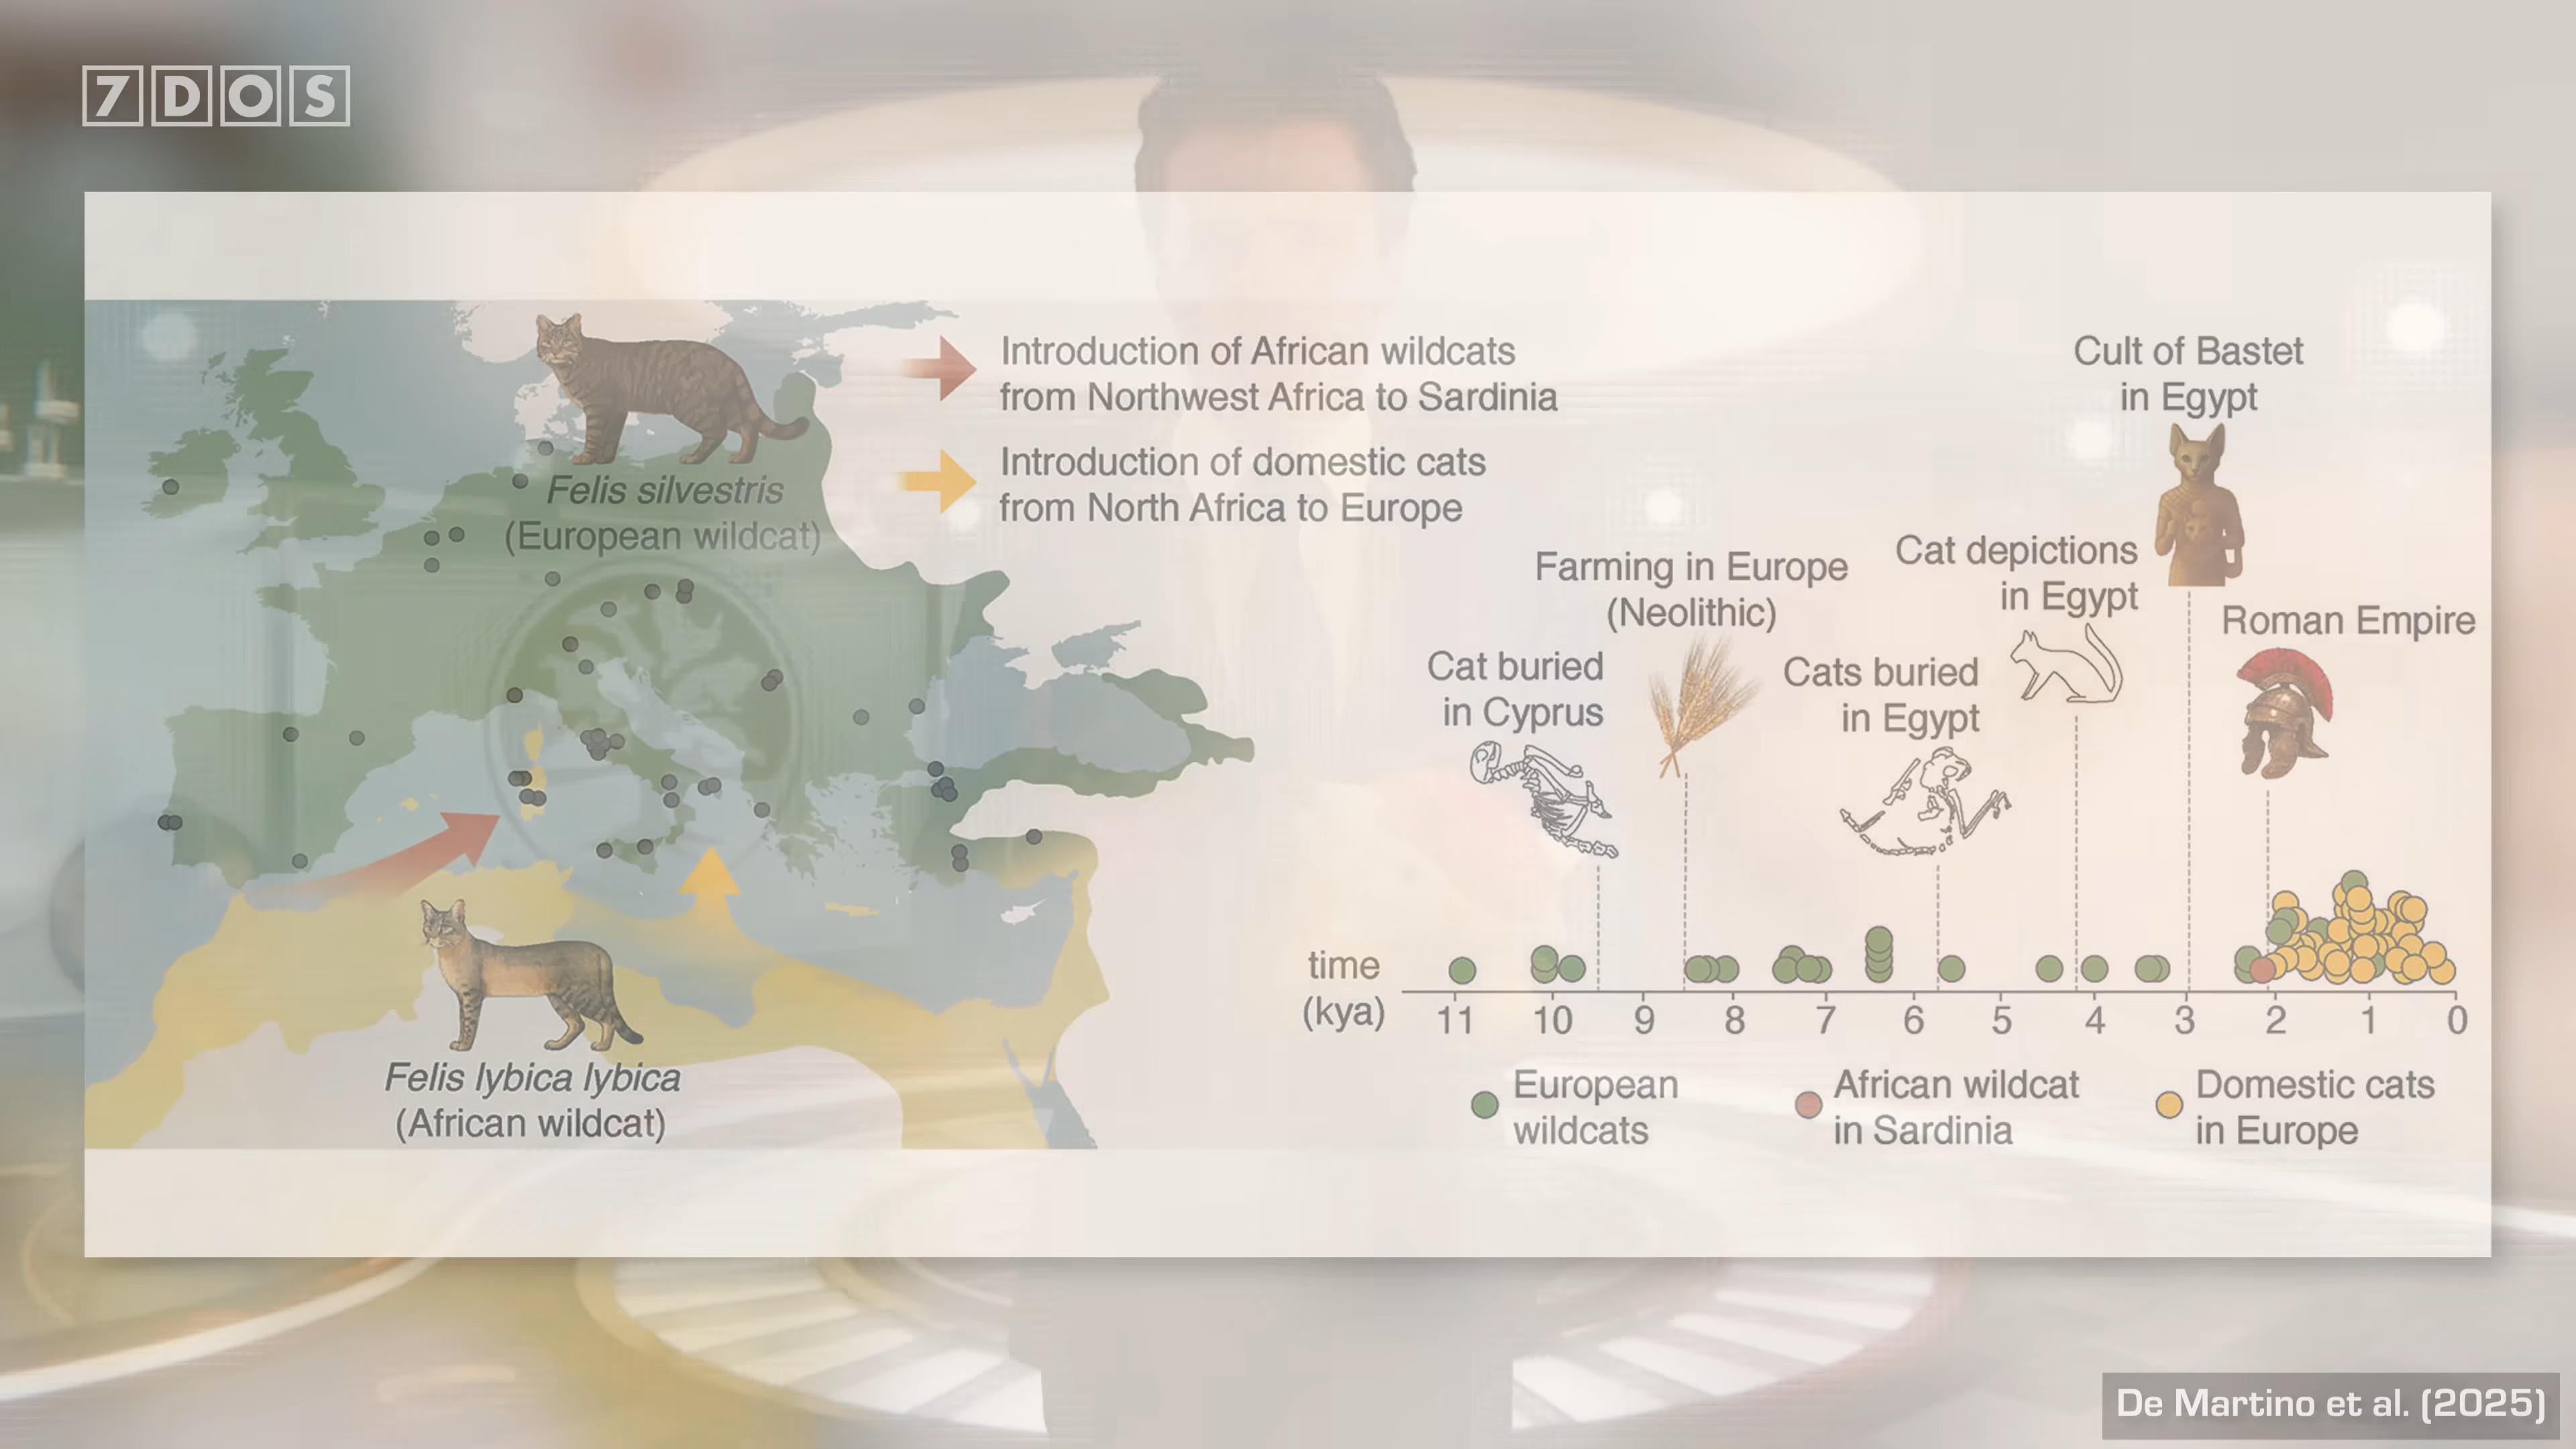 7DOS
Introduction of African wildcats
from Northwest Africa to Sardinia
Introduction of domestic cats
from North Africa to Europe
Felis silvestris
(European wildcat)
Felis lybica lybica
(African wildcat)
Cult of Bastet
in Egypt
Cat depictions
in Egypt
Farming in Europe
(Neolithic)
Roman Empire
Cat buried
in Cyprus
Cats buried
in Egypt
time
(kya)
11 10 9 8 7 6 5 4 3 2 1 0
European
wildcats
African wildcat
in Sardinia
Domestic cats
in Europe
De Martino et al. (2025)